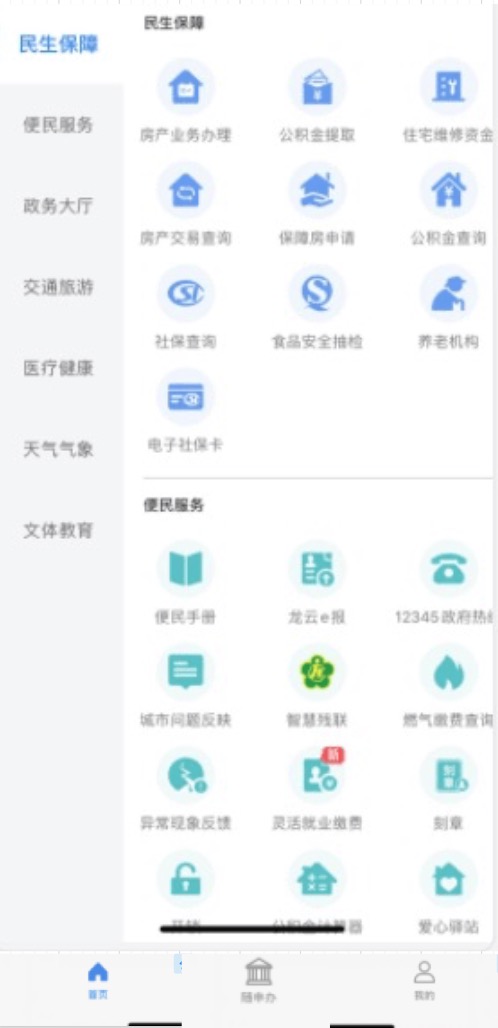 民生保障
便民服务
政务大厅
交通旅游
医疗健康
天气气象
文体教育
民生保障
房产业务办理 公积金提取 住宅维修资金
房产交易查询 保障房申请 公积金查询
社保查询 食品安全抽检 养老机构
电子社保卡
便民服务
便民手册 龙云e报 12345政府热
城市问题反映 智慧残联 燃气缴费查询
新
异常现象反馈 灵活就业缴费 刻章
开锁 公积金计算器 爱心驿站
首页 随申办 我的